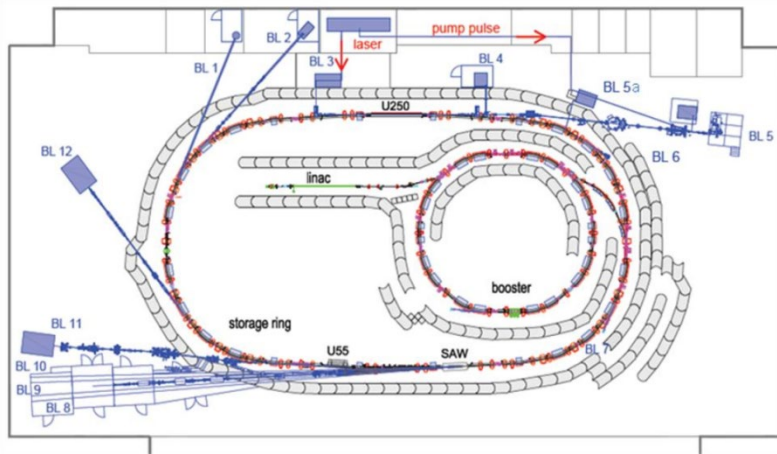 pump pulse
laser
BL 1
BL 2
BL 3
BL 4
BL 5a
BL 5
BL 6
U250
BL 12
linac
booster
storage ring
BL 11
BL 10
BL 9
BL 8
U55
SAW
BL 7